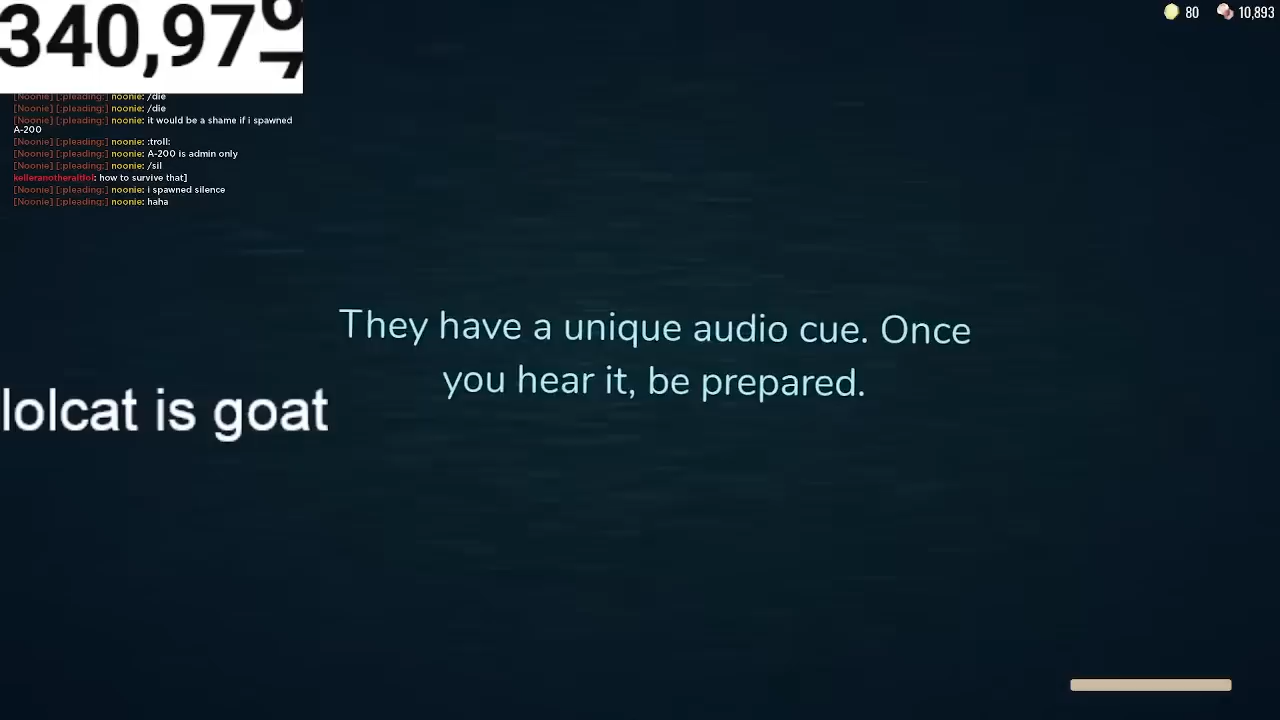 340,97
80 10,893
[Noonie] [:pleading:] noonie: /die
[Noonie] [:pleading:] noonie: /die
[Noonie] [:pleading:] noonie: it would be a shame if i spawned
A-200
[Noonie] [:pleading:] noonie: :troll:
[Noonie] [:pleading:] noonie: A-200 is admin only
[Noonie] [:pleading:] noonie: /sil
kelleranotheraltlol: how to survive that]
[Noonie] [:pleading:] noonie: i spawned silence
[Noonie] [:pleading:] noonie: haha
They have a unique audio cue. Once
you hear it, be prepared.
lolcat is goat